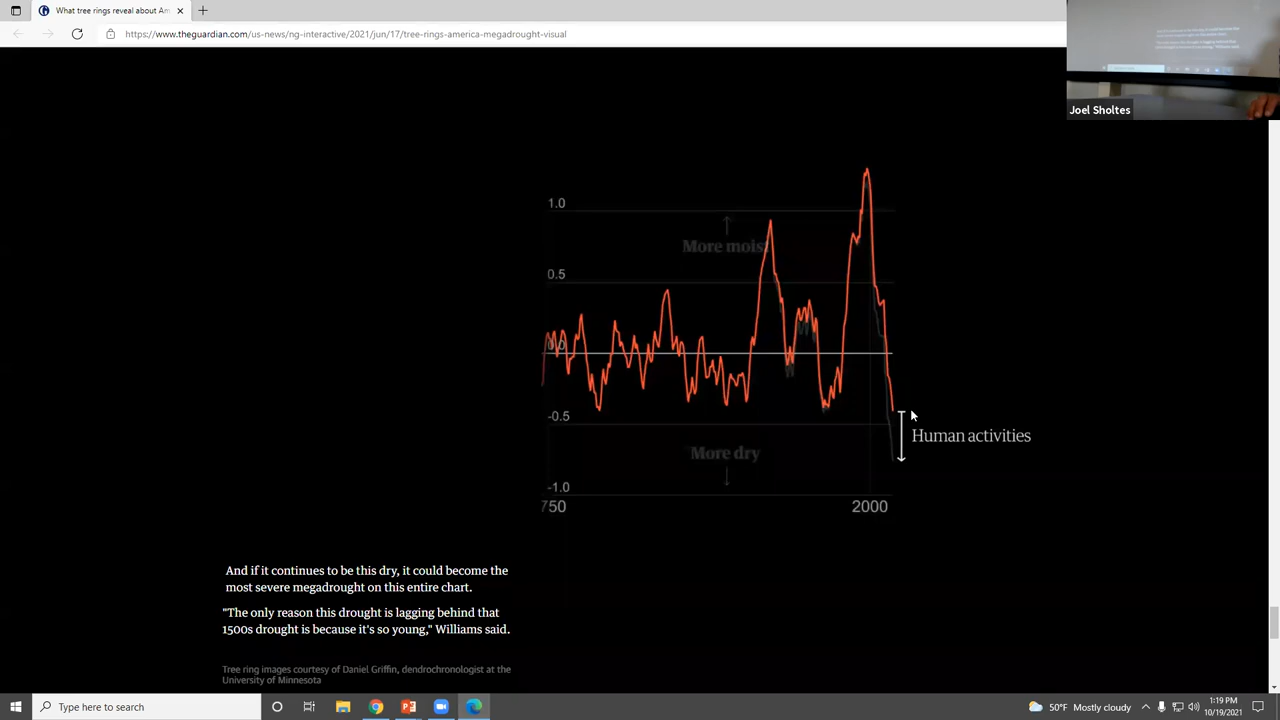 What tree rings reveal about Am
https://www.theguardian.com/us-news/ng-interactive/2021/jun/17/tree-rings-america-megadrought-visual
Joel Sholtes
1.0
More moist
0.5
0.0
-0.5
Human activities
More dry
-1.0
750
2000
And if it continues to be this dry, it could become the
most severe megadrought on this entire chart.
"The only reason this drought is lagging behind that
1500s drought is because it's so young," Williams said.
Tree ring images courtesy of Daniel Griffin, dendrochronologist at the
University of Minnesota
Type here to search
50°F Mostly cloudy
1:19 PM
10/19/2021